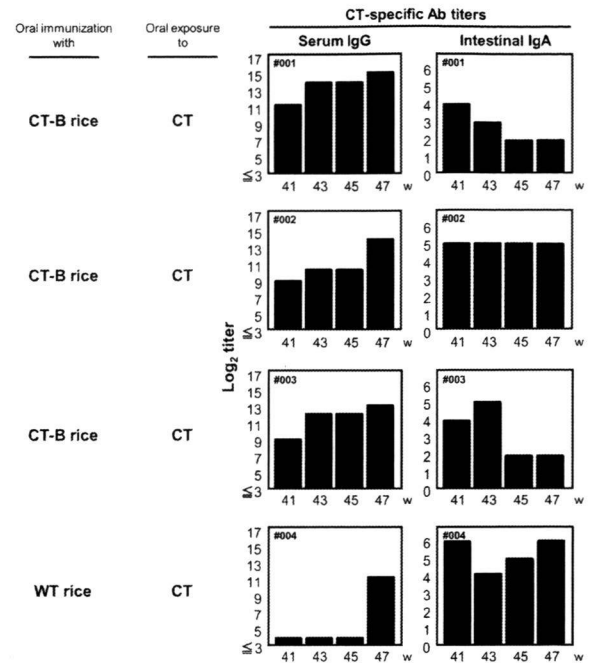 CT-specific Ab titers
Oral immunization
with
Oral exposure
to
Serum IgG
Intestinal IgA
CT-B rice
CT
#001
17
15
13
11
9
7
5
≦3
41 43 45 47 w
#001
6
5
4
3
2
1
0
41 43 45 47 w
CT-B rice
CT
#002
17
15
13
11
9
7
5
≦3
41 43 45 47 w
#002
6
5
4
3
2
1
0
41 43 45 47 w
Log2 titer
CT-B rice
CT
#003
17
15
13
11
9
7
5
≦3
41 43 45 47 w
#003
6
5
4
3
2
1
0
41 43 45 47 w
WT rice
CT
#004
17
15
13
11
9
7
5
≦3
41 43 45 47 w
#004
6
5
4
3
2
1
0
41 43 45 47 w